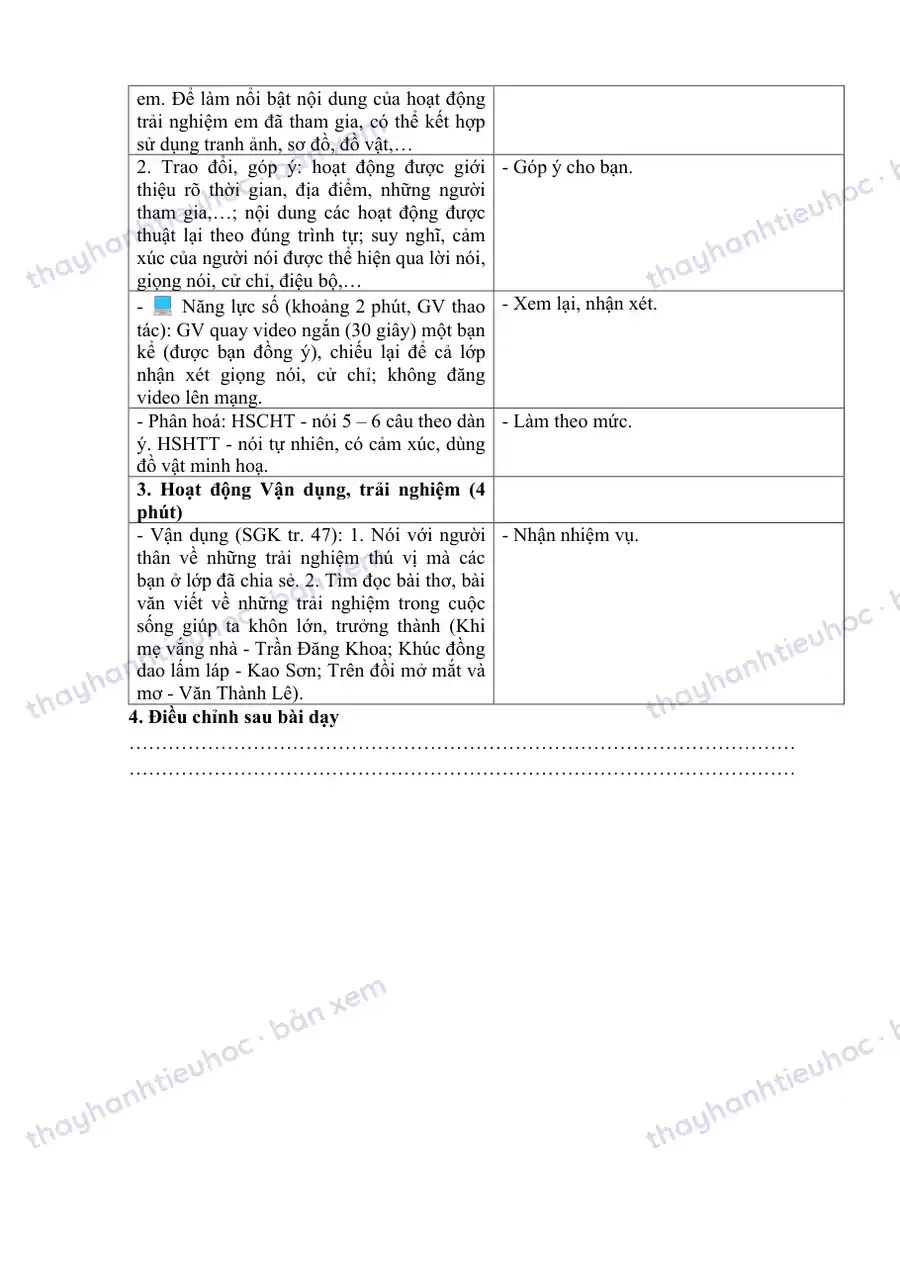 em. Để làm nổi bật nội dung của hoạt động
trải nghiệm em đã tham gia, có thể kết hợp
sử dụng tranh ảnh, sơ đồ, đồ vật,…
2. Trao đổi, góp ý: hoạt động được giới
thiệu rõ thời gian, địa điểm, những người
tham gia,…; nội dung các hoạt động được
thuật lại theo đúng trình tự; suy nghĩ, cảm
xúc của người nói được thể hiện qua lời nói,
giọng nói, cử chỉ, điệu bộ,…
- Góp ý cho bạn.
- Năng lực số (khoảng 2 phút, GV thao
tác): GV quay video ngắn (30 giây) một bạn
kể (được bạn đồng ý), chiếu lại để cả lớp
nhận xét giọng nói, cử chỉ; không đăng
video lên mạng.
- Xem lại, nhận xét.
- Phân hoá: HSCHT - nói 5 – 6 câu theo dàn
ý. HSHTT - nói tự nhiên, có cảm xúc, dùng
đồ vật minh hoạ.
- Làm theo mức.
3. Hoạt động Vận dụng, trải nghiệm (4
phút)
- Vận dụng (SGK tr. 47): 1. Nói với người
thân về những trải nghiệm thú vị mà các
bạn ở lớp đã chia sẻ. 2. Tìm đọc bài thơ, bài
văn viết về những trải nghiệm trong cuộc
sống giúp ta khôn lớn, trưởng thành (Khi
mẹ vắng nhà - Trần Đăng Khoa; Khúc đồng
dao lấm láp - Kao Sơn; Trên đồi mở mắt và
mơ - Văn Thành Lê).
- Nhận nhiệm vụ.
4. Điều chỉnh sau bài dạy
…………………………………………………………………………………………
…………………………………………………………………………………………
thayhanhtieuhoc · bản xem
thayhanhtieuhoc · b
thayhanhtieuhoc · bản xem
thayhanhtieuhoc · b
thayhanhtieuhoc · bản xem
thayhanhtieuhoc · b